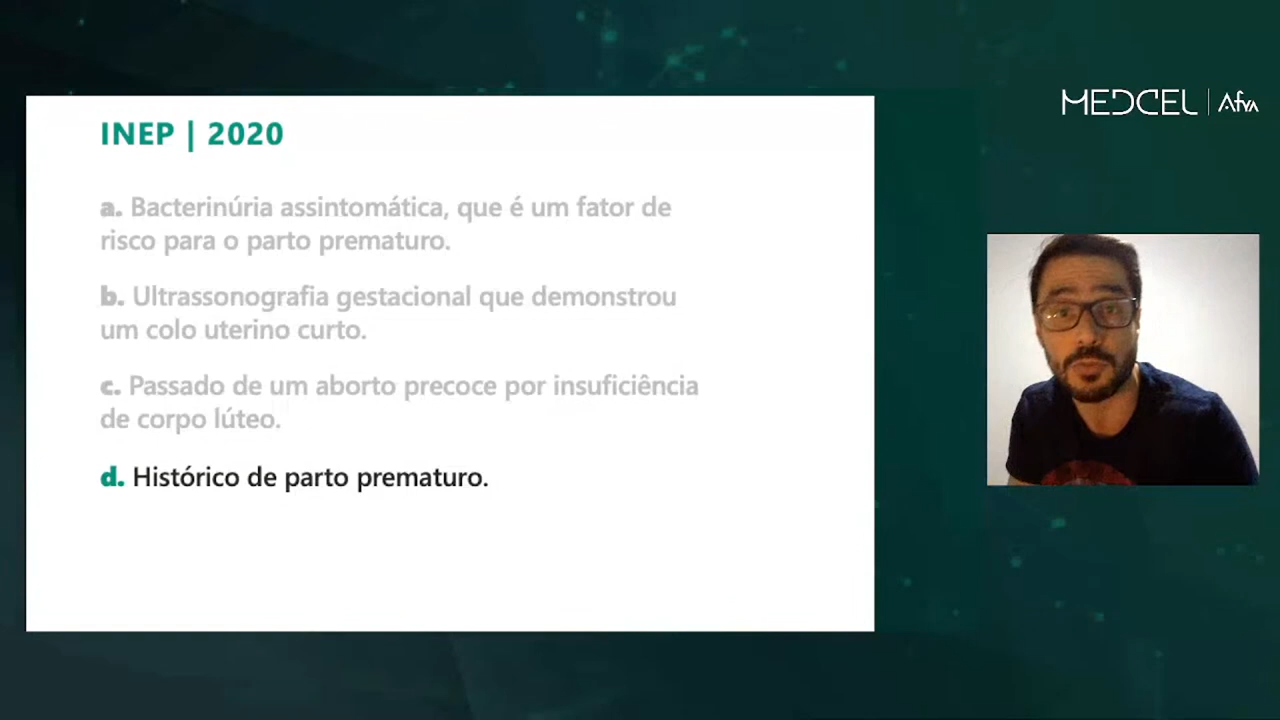 INEP | 2020
a. Bacterinúria assintomática, que é um fator de
risco para o parto prematuro.
b. Ultrassonografia gestacional que demonstrou
um colo uterino curto.
c. Passado de um aborto precoce por insuficiência
de corpo lúteo.
d. Histórico de parto prematuro.
MEDCEL | Afya